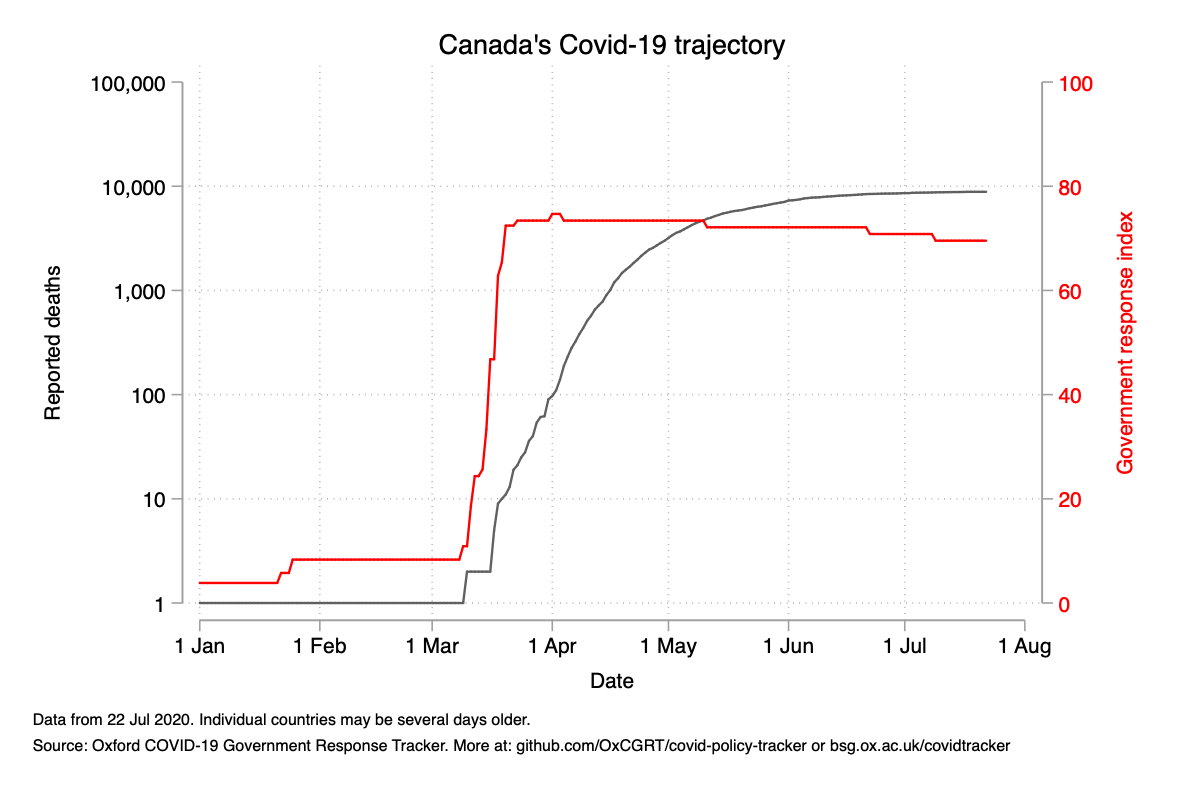 Canada's Covid-19 trajectory
100,000
10,000
1,000
100
10
1
Reported deaths
100
80
60
40
20
0
Government response index
1 Jan
1 Feb
1 Mar
1 Apr
1 May
1 Jun
1 Jul
1 Aug
Date
Data from 22 Jul 2020. Individual countries may be several days older.
Source: Oxford COVID-19 Government Response Tracker. More at: github.com/OxCGRT/covid-policy-tracker or bsg.ox.ac.uk/covidtracker